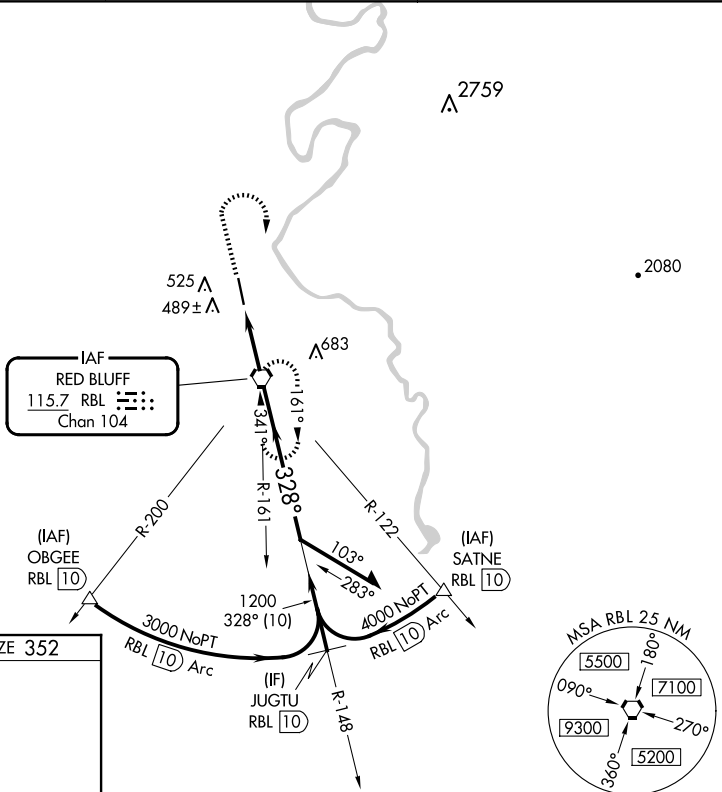 2759
2080
525
489±
683
IAF
RED BLUFF
115.7 RBL
Chan 104
161°
341°
R-161
328°
R-200
R-122
(IAF)
OBGEE
RBL 10
(IAF)
SATNE
RBL 10
103°
283°
1200
328° (10)
3000 NoPT
RBL 10 Arc
4000 NoPT
RBL 10 Arc
(IF)
JUGTU
RBL 10
R-148
ZE 352
MSA RBL 25 NM
5500
180°
090°
7100
9300
270°
360°
5200